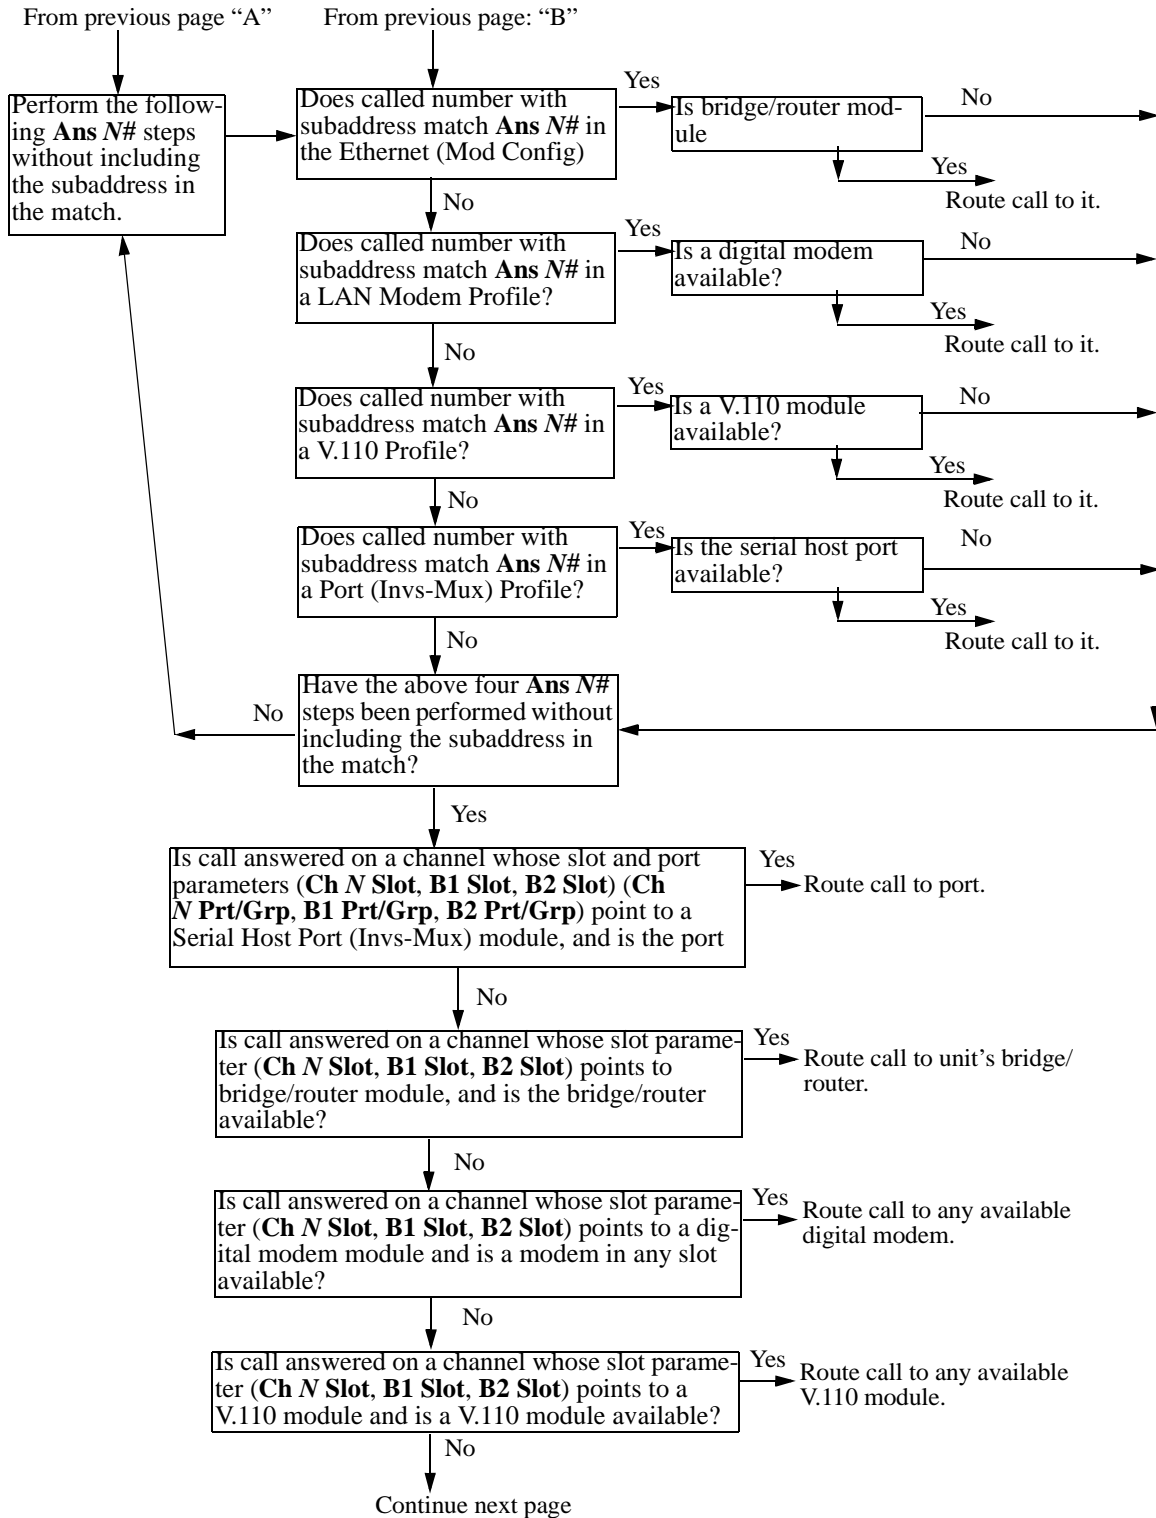 From previous page “A”
From previous page: “B”
Perform the follow-
ing Ans N# steps
without including
the subaddress in
the match.
Does called number with
subaddress match Ans N# in
the Ethernet (Mod Config)
Yes
Is bridge/router mod-
ule
No
Yes
Route call to it.
No
Does called number with
subaddress match Ans N# in
a LAN Modem Profile?
Yes
Is a digital modem
available?
No
Yes
Route call to it.
No
Does called number with
subaddress match Ans N# in
a V.110 Profile?
Yes
Is a V.110 module
available?
No
Yes
Route call to it.
No
Does called number with
subaddress match Ans N# in
a Port (Invs-Mux) Profile?
Yes
Is the serial host port
available?
No
Yes
Route call to it.
No
Have the above four Ans N#
steps been performed without
including the subaddress in
the match?
No
Yes
Is call answered on a channel whose slot and port
parameters (Ch N Slot, B1 Slot, B2 Slot) (Ch
N Prt/Grp, B1 Prt/Grp, B2 Prt/Grp) point to a
Serial Host Port (Invs-Mux) module, and is the port
Yes
Route call to port.
No
Is call answered on a channel whose slot parame-
ter (Ch N Slot, B1 Slot, B2 Slot) points to
bridge/router module, and is the bridge/router
available?
Yes
Route call to unit’s bridge/
router.
No
Is call answered on a channel whose slot parame-
ter (Ch N Slot, B1 Slot, B2 Slot) points to a dig-
ital modem module and is a modem in any slot
available?
Yes
Route call to any available
digital modem.
No
Is call answered on a channel whose slot parame-
ter (Ch N Slot, B1 Slot, B2 Slot) points to a
V.110 module and is a V.110 module available?
Yes
Route call to any available
V.110 module.
No
Continue next page